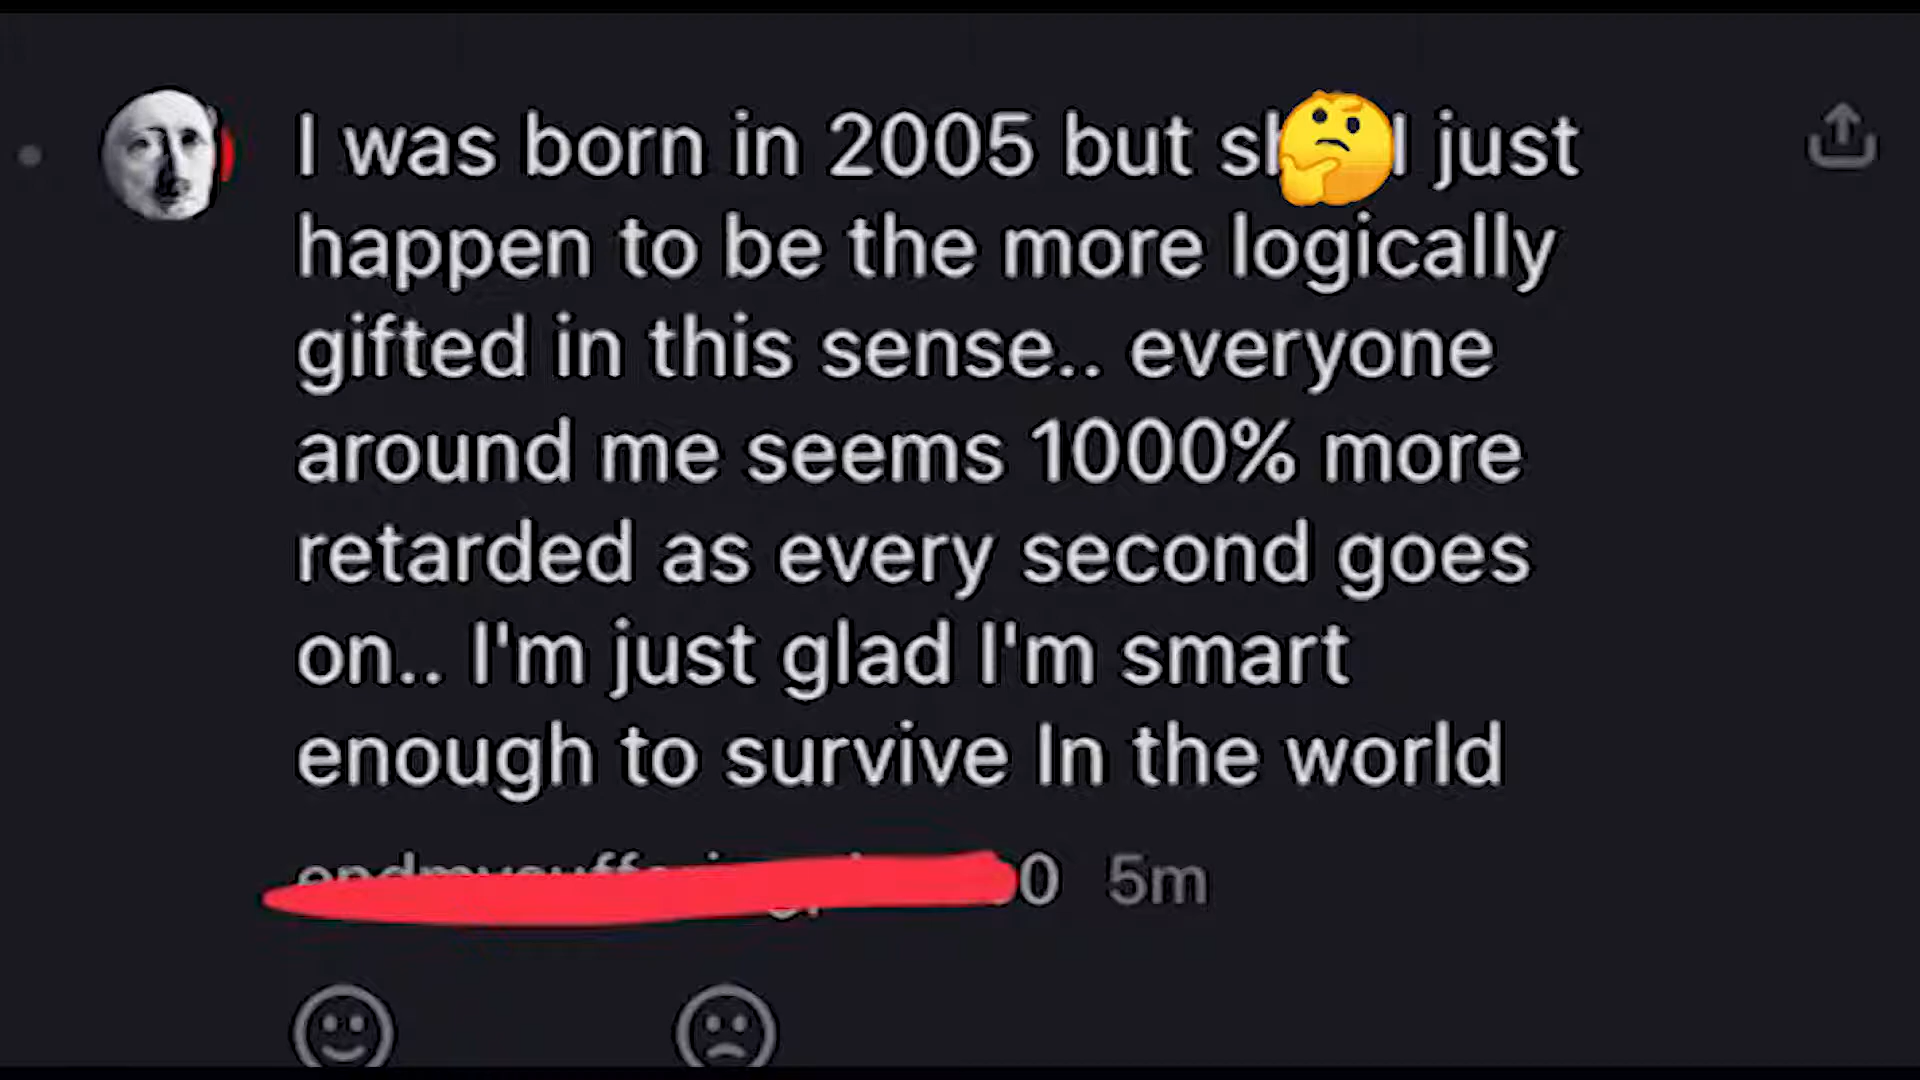 I was born in 2005 but I just
happen to be the more logically
gifted in this sense.. everyone
around me seems 1000% more
retarded as every second goes
on.. I'm just glad I'm smart
enough to survive In the world
5m